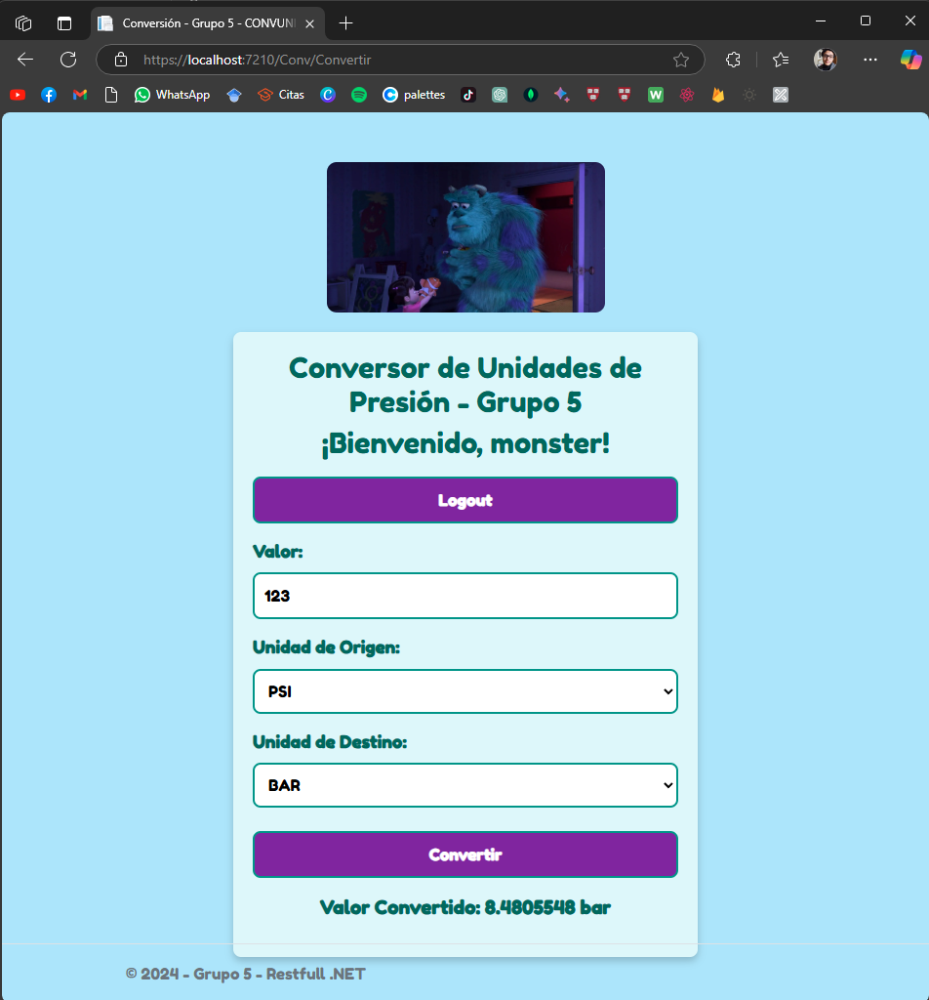 Conversión - Grupo 5 - CONVUN
https://localhost:7210/Conv/Convertir
WhatsApp
Citas
palettes
Conversor de Unidades de
Presión - Grupo 5
¡Bienvenido, monster!
Logout
Valor:
123
Unidad de Origen:
PSI
Unidad de Destino:
BAR
Convertir
Valor Convertido: 8.4805548 bar
© 2024 - Grupo 5 - Restfull .NET